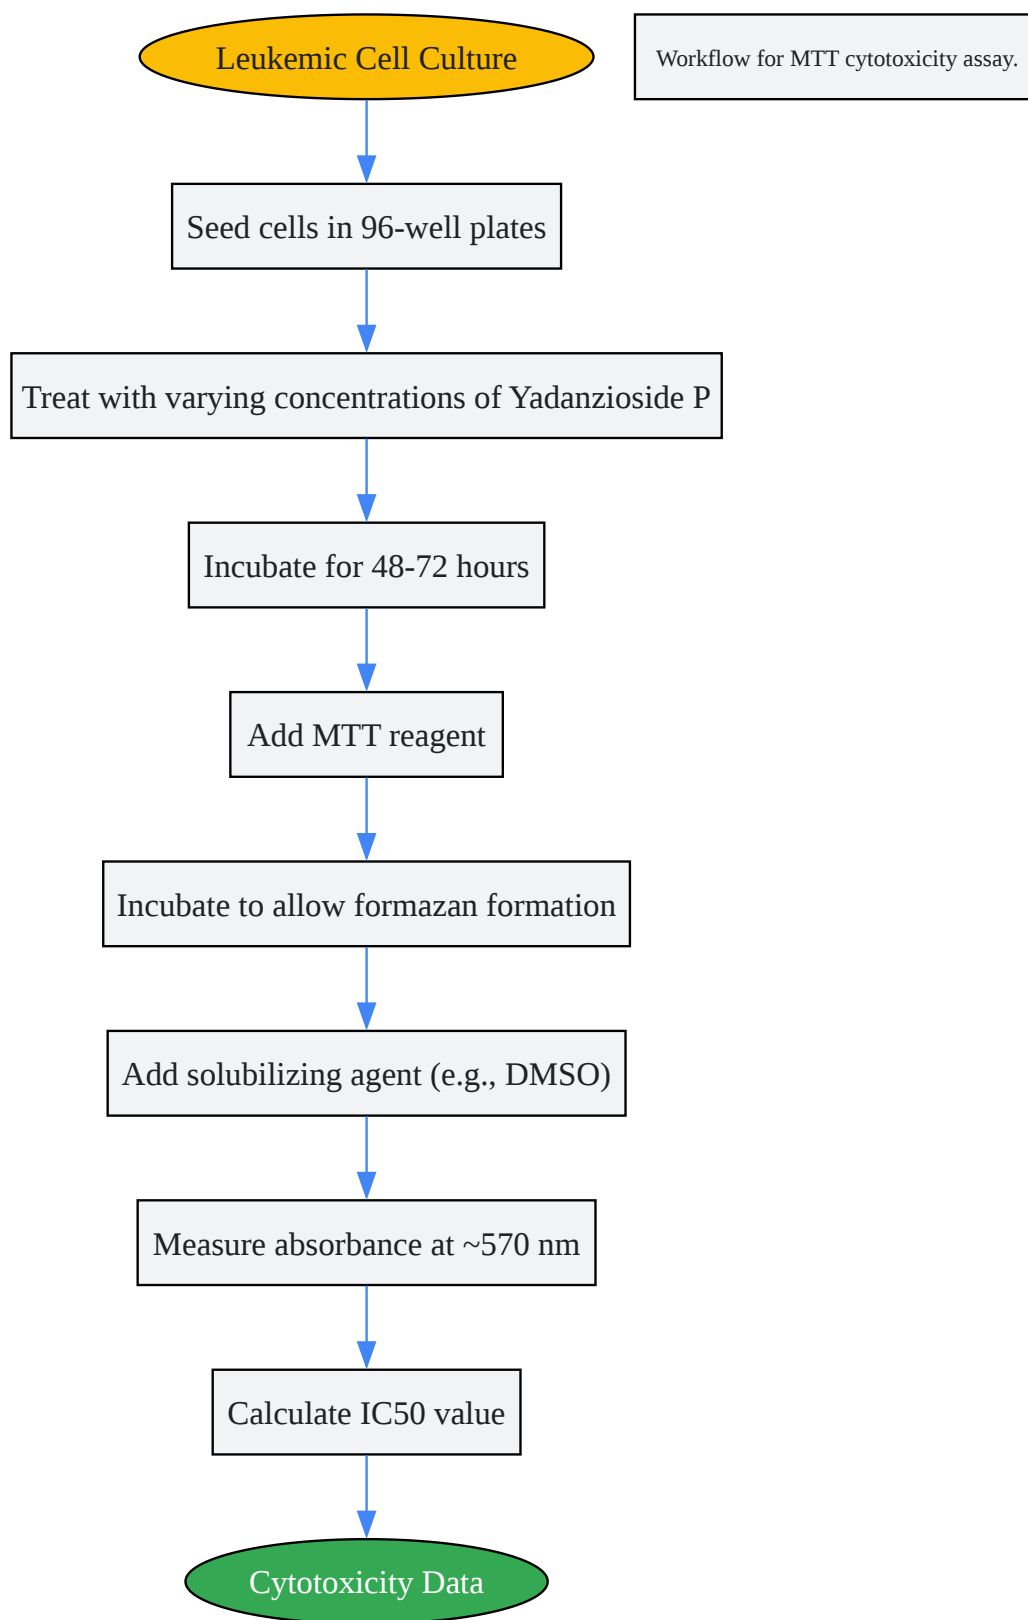 Leukemic Cell Culture
Workflow for MTT cytotoxicity assay.
Seed cells in 96-well plates
Treat with varying concentrations of Yadanzioside P
Incubate for 48-72 hours
Add MTT reagent
Incubate to allow formazan formation
Add solubilizing agent (e.g., DMSO)
Measure absorbance at ~570 nm
Calculate IC50 value
Cytotoxicity Data